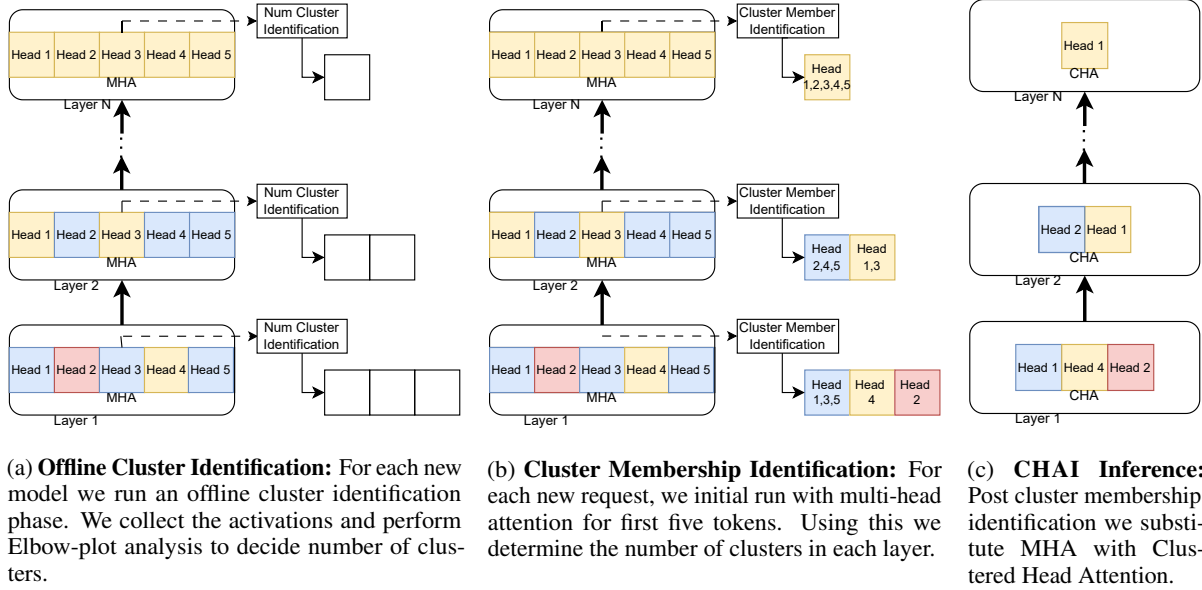 Head 1 Head 2 Head 3 Head 4 Head 5
MHA
Layer N
Num Cluster
Identification
Head 1 Head 2 Head 3 Head 4 Head 5
MHA
Layer 2
Num Cluster
Identification
Head 1 Head 2 Head 3 Head 4 Head 5
MHA
Layer 1
Num Cluster
Identification
(a) Offline Cluster Identification: For each new
model we run an offline cluster identification
phase. We collect the activations and perform
Elbow-plot analysis to decide number of clus-
ters.
Head 1 Head 2 Head 3 Head 4 Head 5
MHA
Layer N
Cluster Member
Identification
Head
1,2,3,4,5
Head 1 Head 2 Head 3 Head 4 Head 5
MHA
Layer 2
Cluster Member
Identification
Head Head
2,4,5 1,3
Head 1 Head 2 Head 3 Head 4 Head 5
MHA
Layer 1
Cluster Member
Identification
Head Head Head
1,3,5 4 2
(b) Cluster Membership Identification: For
each new request, we initial run with multi-head
attention for first five tokens. Using this we
determine the number of clusters in each layer.
Head 1
CHA
Layer N
Head 2 Head 1
CHA
Layer 2
Head 1 Head 4 Head 2
CHA
Layer 1
(c) CHAI Inference:
Post cluster membership
identification we substi-
tute MHA with Clus-
tered Head Attention.